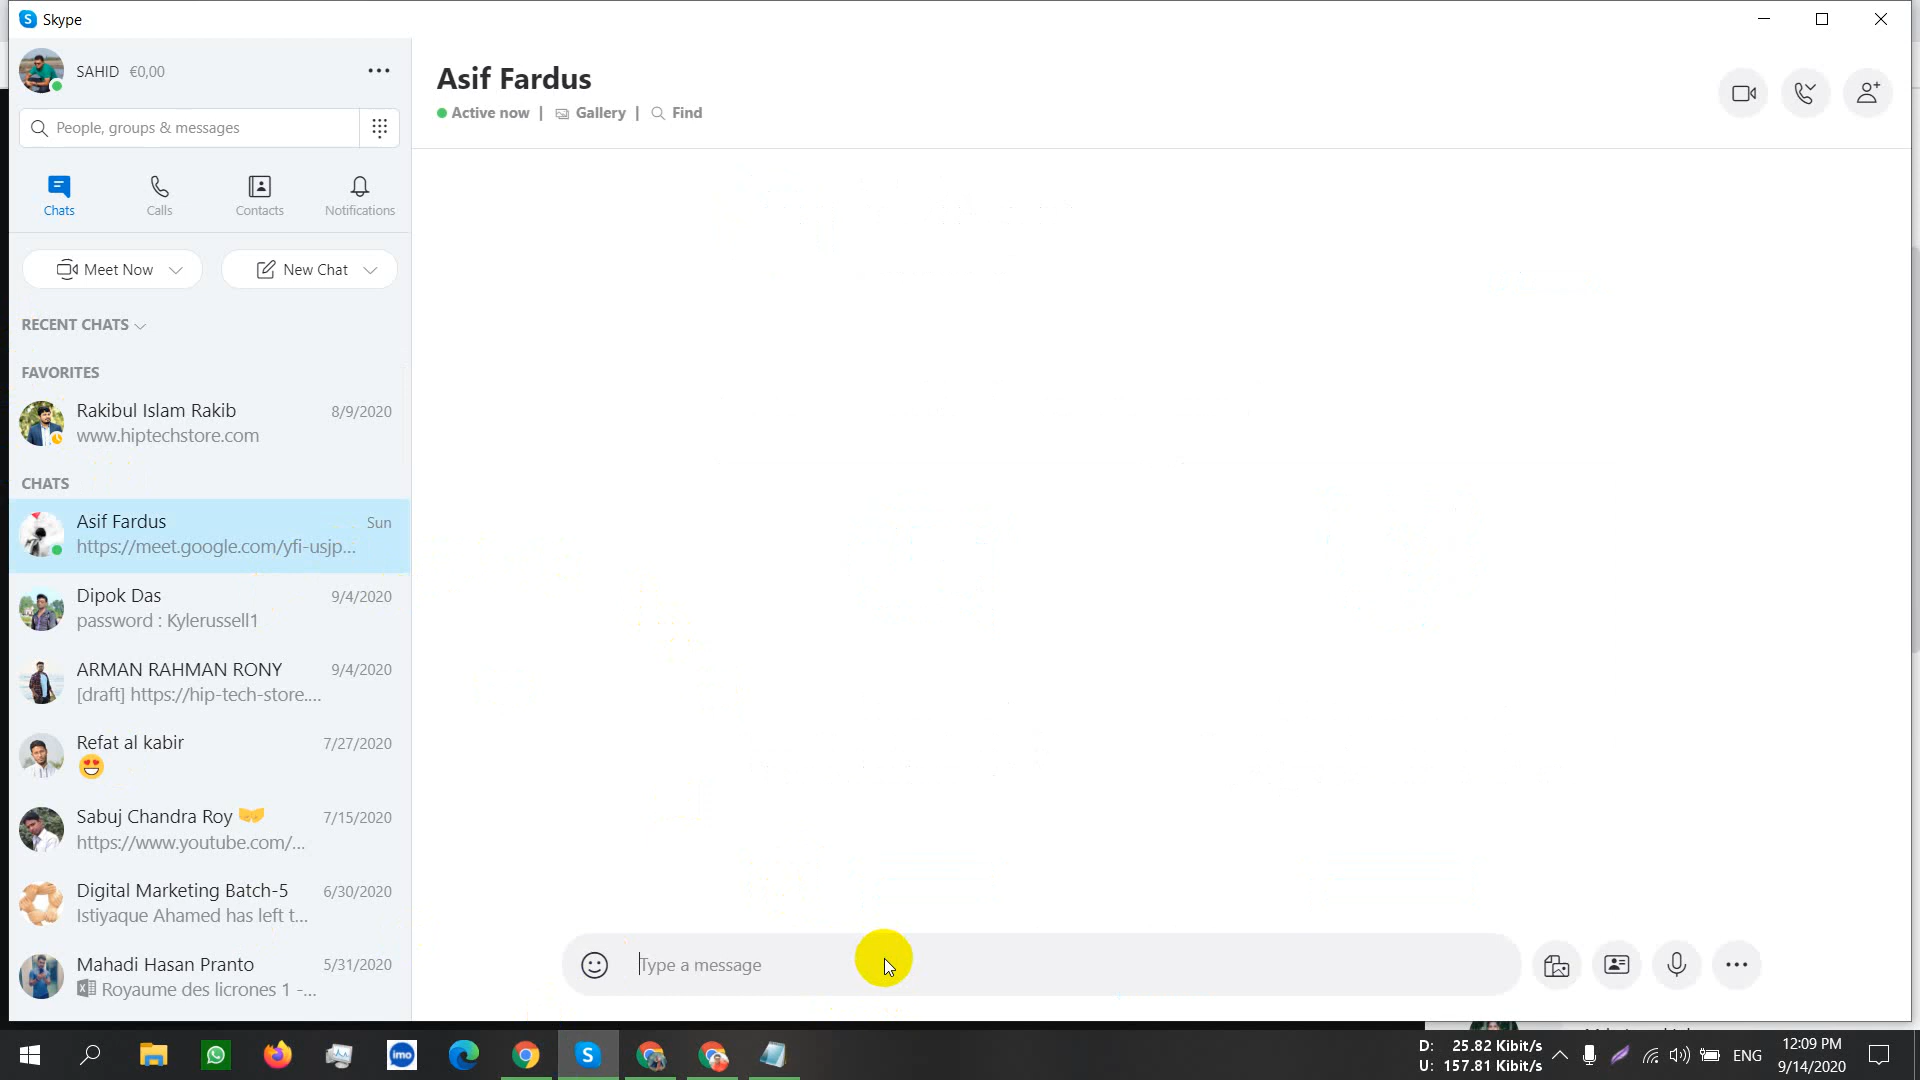 Skype
SAHID €0,00
People, groups & messages
Chats
Calls
Contacts
Notifications
Meet Now
New Chat
RECENT CHATS
FAVORITES
Rakibul Islam Rakib 8/9/2020
www.hiptechstore.com
CHATS
Asif Fardus Sun
https://meet.google.com/yfi-usjp...
Dipok Das 9/4/2020
password : Kylerussell1
ARMAN RAHMAN RONY 9/4/2020
[draft] https://hip-tech-store....
Refat al kabir 7/27/2020
Sabuj Chandra Roy 7/15/2020
https://www.youtube.com/...
Digital Marketing Batch-5 6/30/2020
Istiyaque Ahamed has left t...
Mahadi Hasan Pranto 5/31/2020
Royaume des licrones 1 -...
Asif Fardus
Active now | Gallery | Find
Type a message
imo
D: 25.82 Kibit/s
U: 157.81 Kibit/s
ENG
12:09 PM
9/14/2020